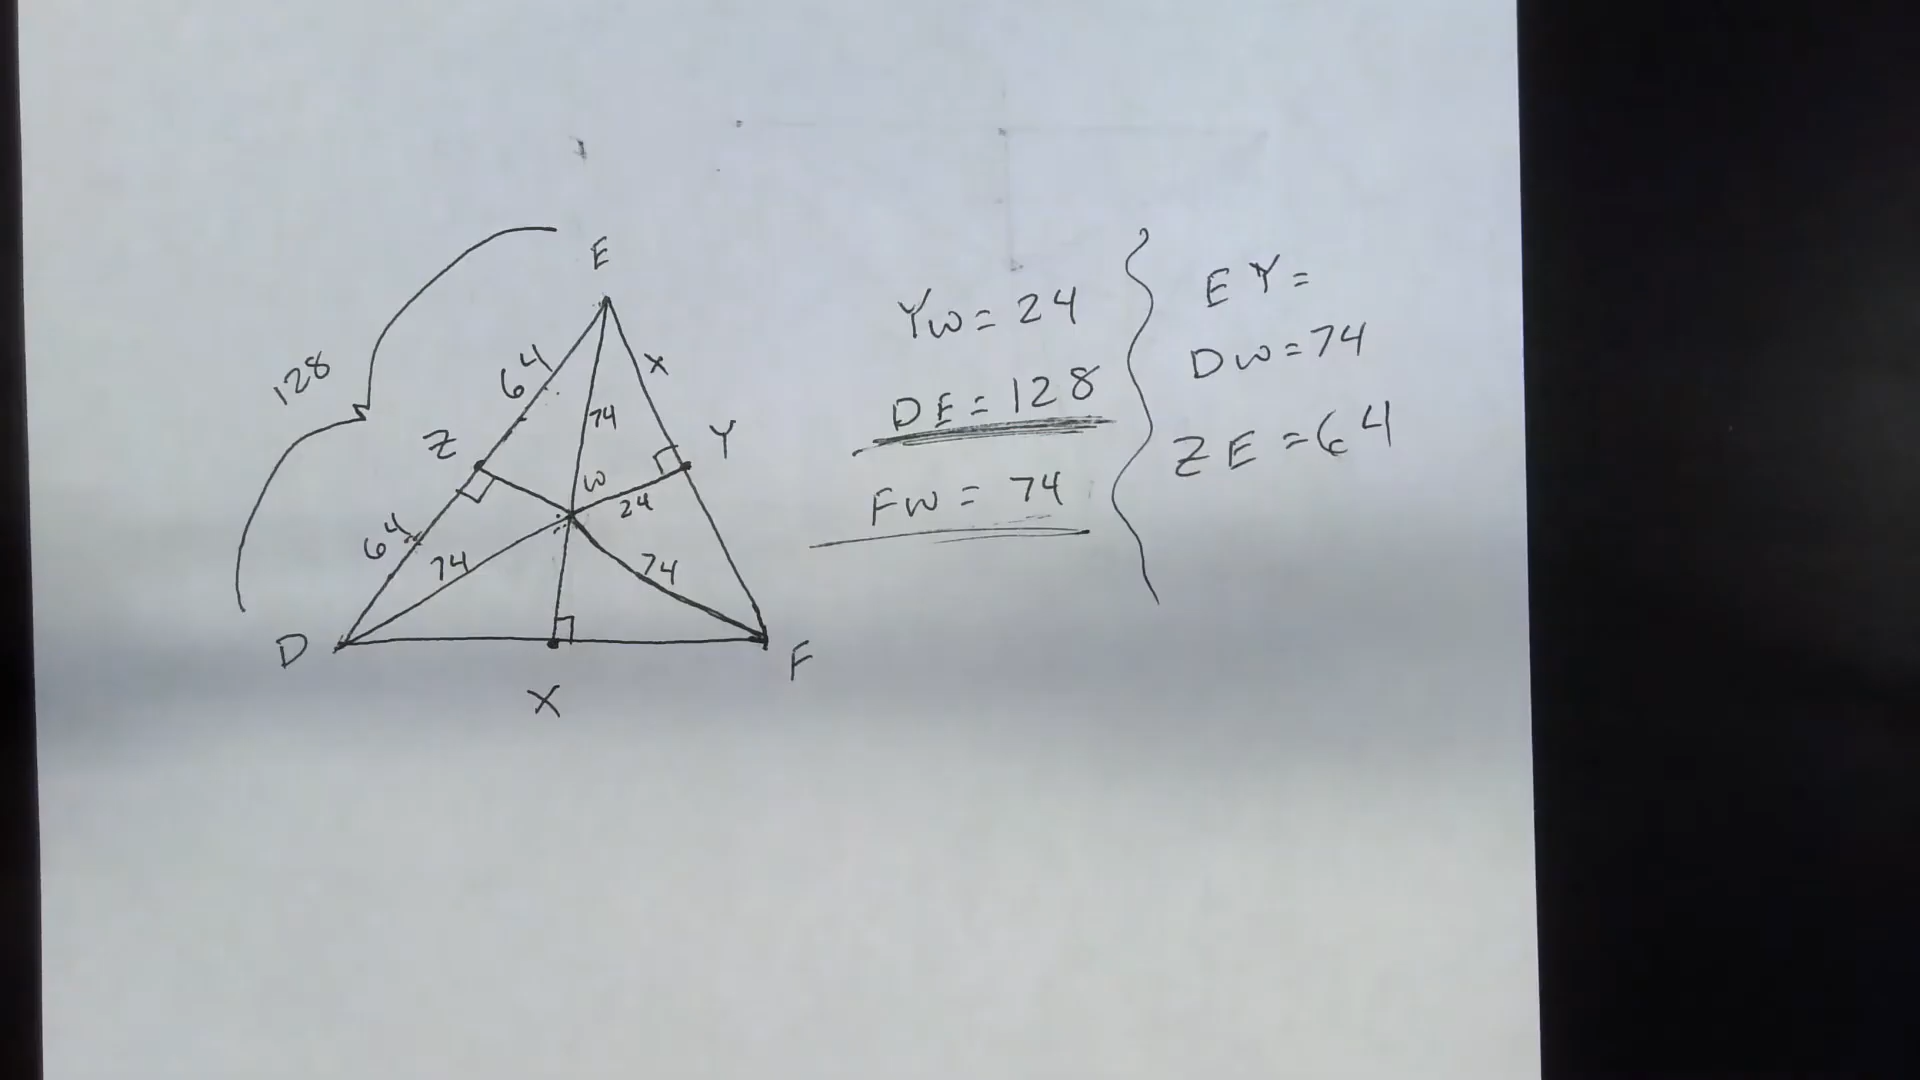 E
128
64
x
74
Z
Y
W
24
64
74
74
D
F
X
YW = 24
DE = 128
FW = 74
EY =
DW = 74
ZE = 64